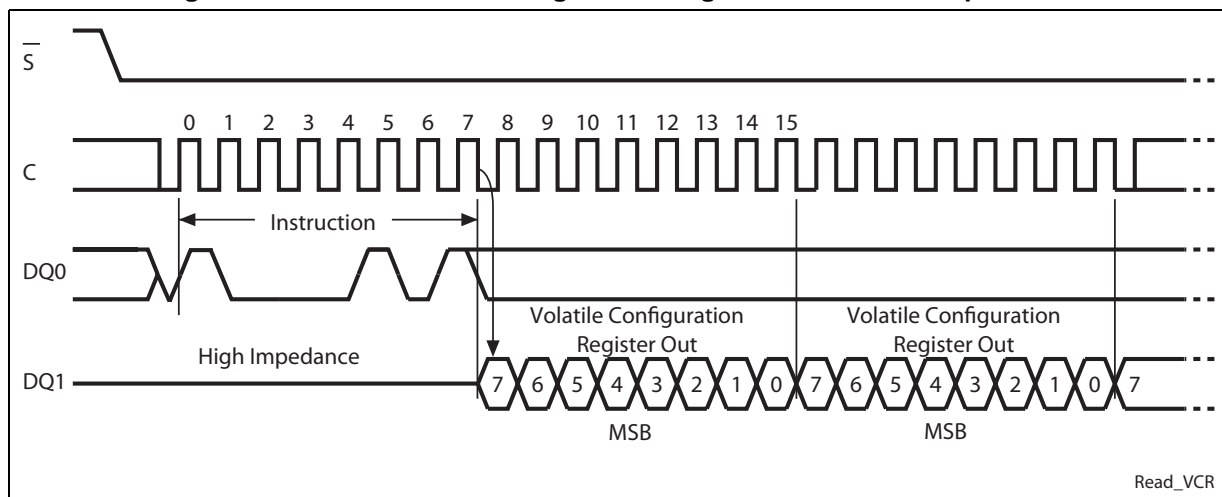 S
0 1 2 3 4 5 6 7 8 9 10 11 12 13 14 15
C
Instruction
DQ0
Volatile Configuration Register Out
Volatile Configuration Register Out
High Impedance
DQ1
7 6 5 4 3 2 1 0 7 6 5 4 3 2 1 0 7
MSB
MSB
Read_VCR